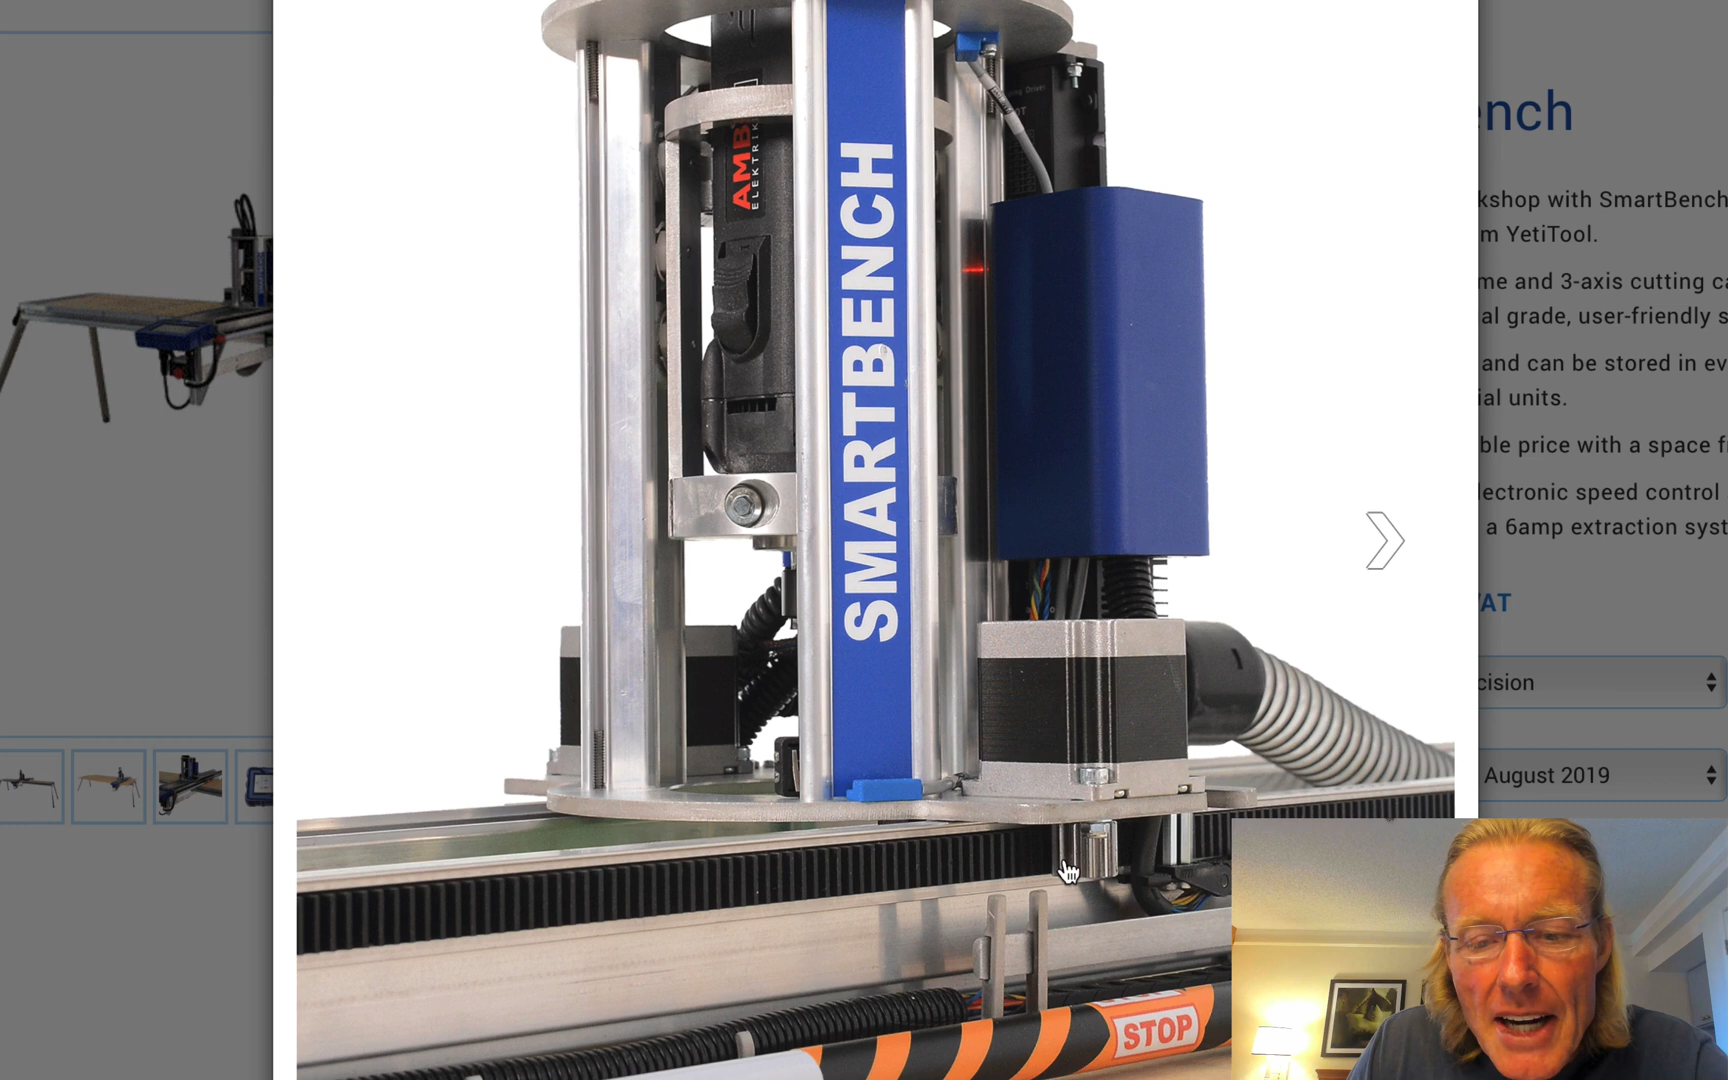 AMB
ELEKTRIK
SMARTBENCH
STOP
ench
kshop with SmartBench
m YetiTool.
me and 3-axis cutting ca
al grade, user-friendly s
and can be stored in ev
ial units.
ble price with a space f
lectronic speed control
a 6amp extraction syst
VAT
cision
August 2019